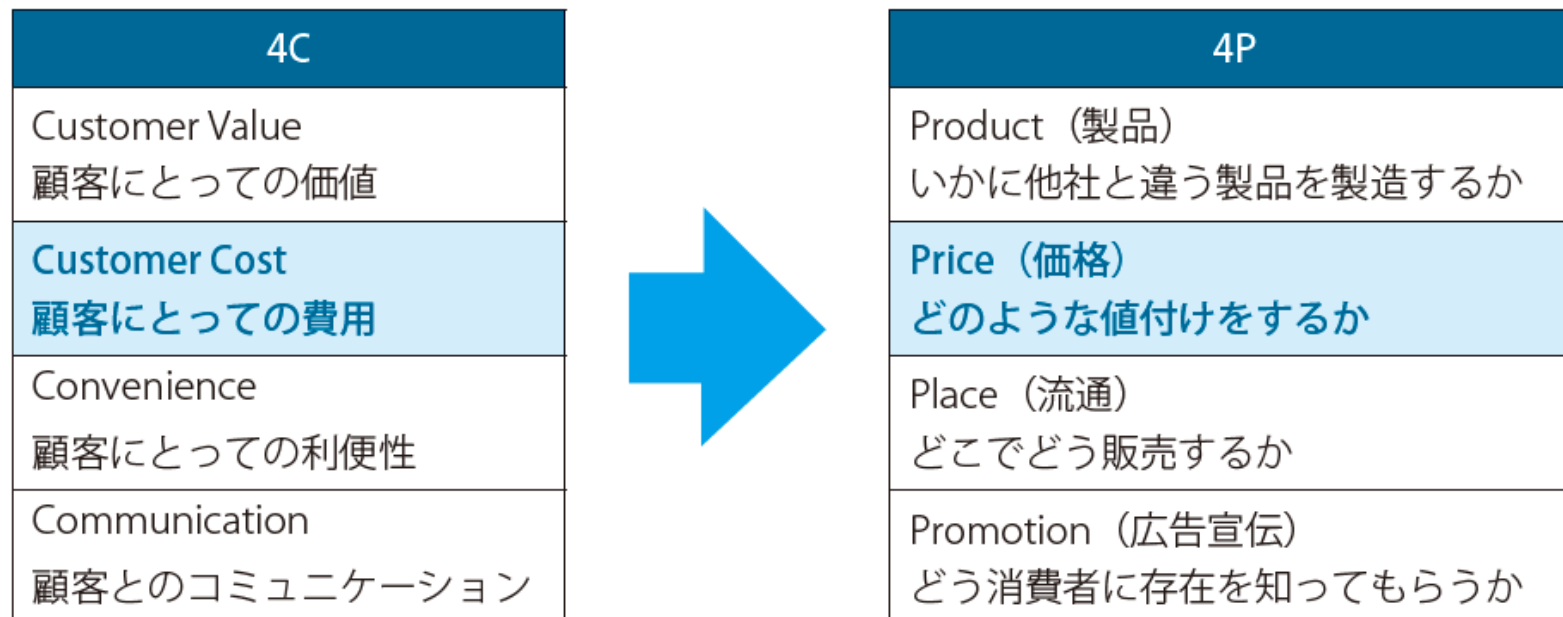 4C
Customer Value
顧客にとっての価値
Customer Cost
顧客にとっての費用
Convenience
顧客にとっての利便性
Communication
顧客とのコミュニケーション
4P
Product（製品）
いかに他社と違う製品を製造するか
Price（価格）
どのような値付けをするか
Place（流通）
どこでどう販売するか
Promotion（広告宣伝）
どう消費者に存在を知ってもらうか